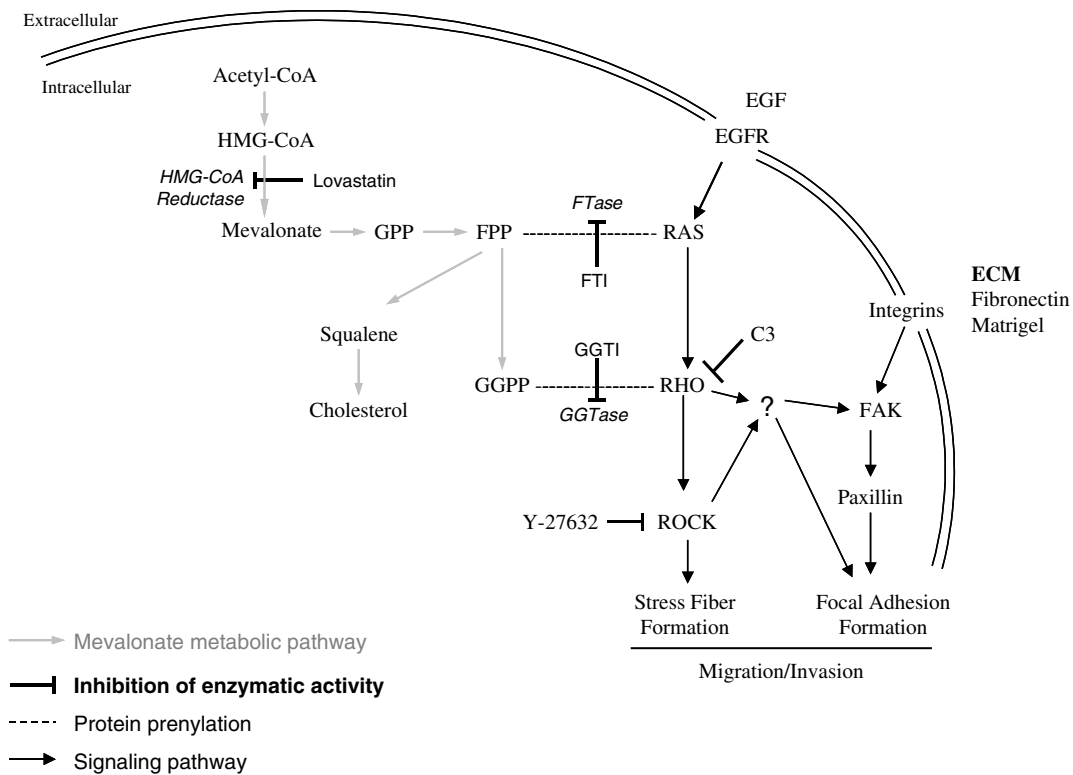 Extracellular
Intracellular
Acetyl-CoA
EGF
HMG-CoA
EGFR
HMG-CoA
Reductase
Lovastatin
FTase
Mevalonate
GPP
FPP
RAS
FTI
ECM
Fibronectin
Matrigel
Integrins
Squalene
GGTI
C3
GGPP
RHO
GGTase
?
FAK
Cholesterol
Paxillin
Y-27632
ROCK
Stress Fiber
Formation
Focal Adhesion
Formation
Migration/Invasion
Mevalonate metabolic pathway
Inhibition of enzymatic activity
Protein prenylation
Signaling pathway